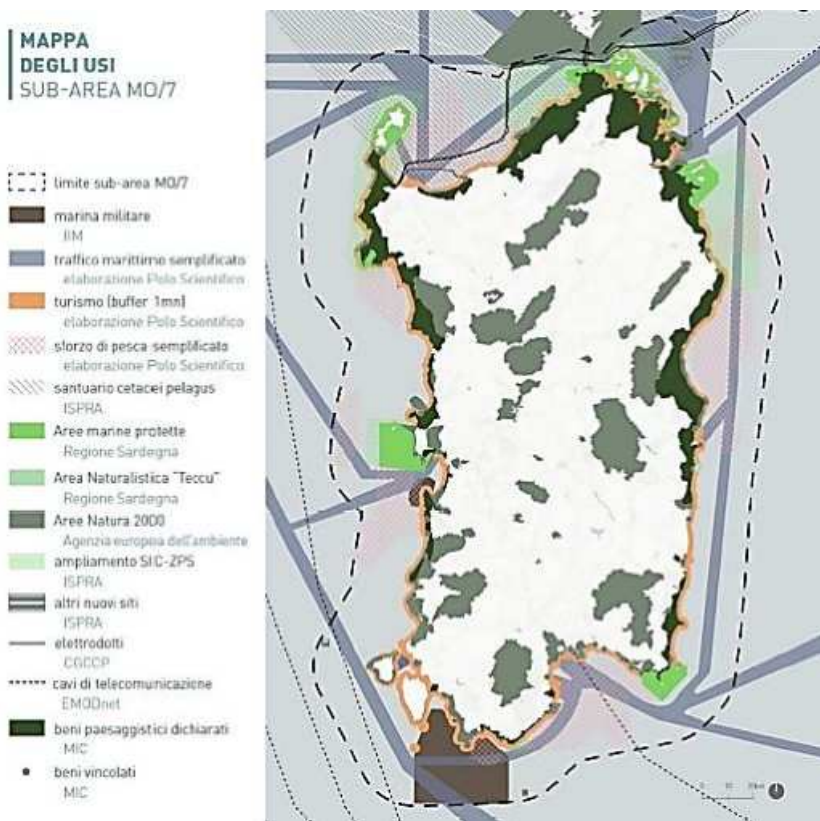 MAPPA
DEGLI USI
SUB-AREA MO/7
limite sub-area MO/7
marina militare
IIM
traffico marittimo semplificato
elaborazione Polo Scientifico
turismo (buffer 1mn)
elaborazione Polo Scientifico
sforzo di pesca semplificato
elaborazione Polo Scientifico
santuario cetacei pelagus
ISPRA
Aree marine protette
Regione Sardegna
Area Naturalistica "Teccu"
Regione Sardegna
Aree Natura 2000
Agenzia europea dell'ambiente
ampliamento SIC-ZPS
ISPRA
altri nuovi siti
ISPRA
elettrodotti
CGCCP
cavi di telecomunicazione
EMODnet
beni paesaggistici dichiarati
MIC
beni vincolati
MIC